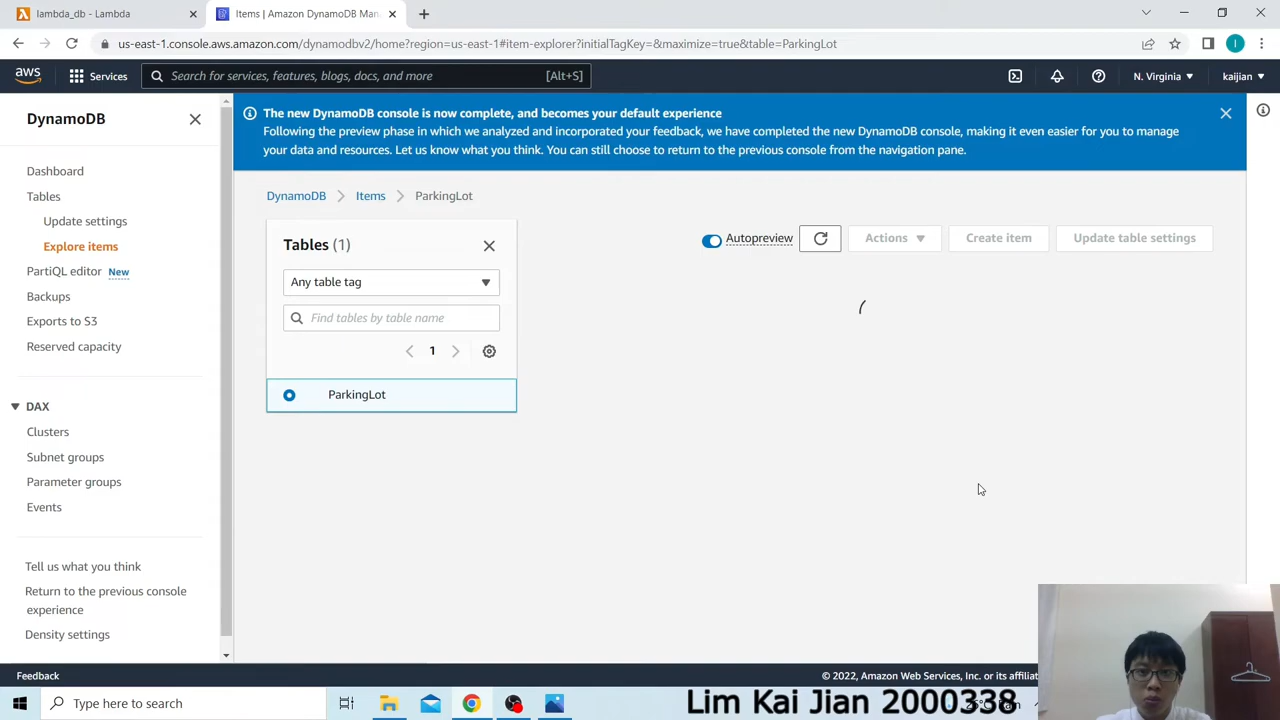 lambda_db - Lambda
Items | Amazon DynamoDB Man
us-east-1.console.aws.amazon.com/dynamodbv2/home?region=us-east-1#item-explorer?initialTagKey=&maximize=true&table=ParkingLot
I
aws
Services
Search for services, features, blogs, docs, and more
[Alt+S]
N. Virginia
kaijian
DynamoDB
Dashboard
Tables
Update settings
Explore items
PartiQL editor New
Backups
Exports to S3
Reserved capacity
DAX
Clusters
Subnet groups
Parameter groups
Events
Tell us what you think
Return to the previous console
experience
Density settings
The new DynamoDB console is now complete, and becomes your default experience
Following the preview phase in which we analyzed and incorporated your feedback, we have completed the new DynamoDB console, making it even easier for you to manage
your data and resources. Let us know what you think. You can still choose to return to the previous console from the navigation pane.
DynamoDB > Items > ParkingLot
Tables (1)
Any table tag
Find tables by table name
1
ParkingLot
Autopreview
Actions
Create item
Update table settings
Feedback
© 2022, Amazon Web Services, Inc. or its affilia
Type here to search
Lim Kai Jian 2000338